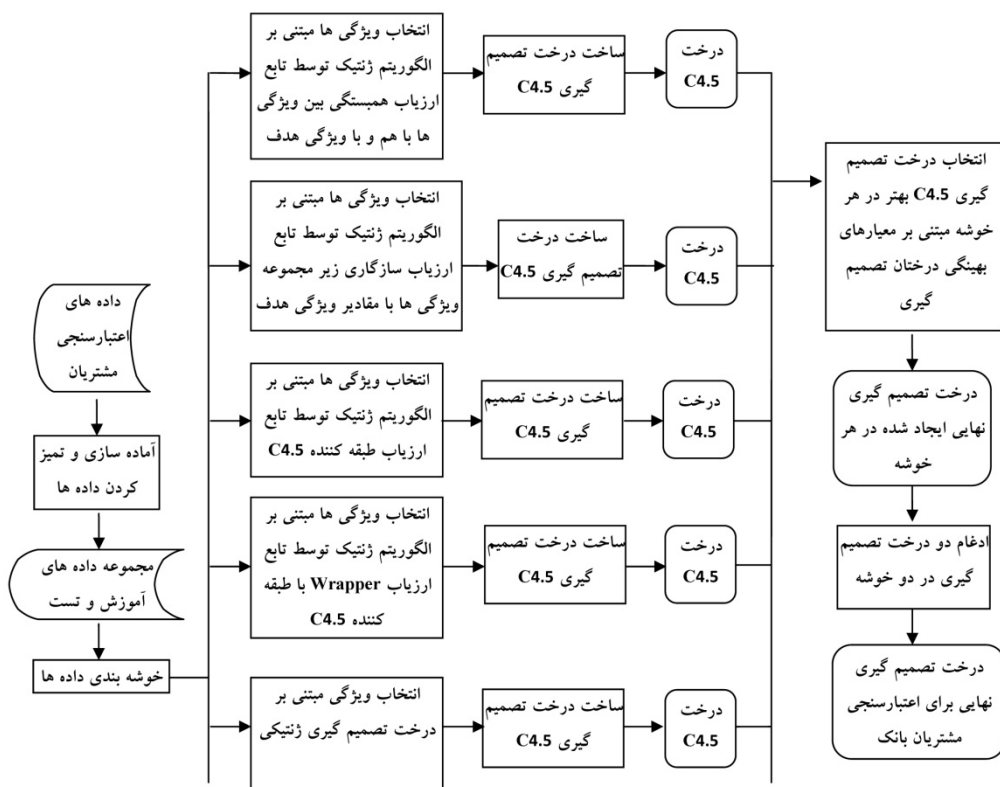 داده های
اعتبارسنجی
مشتریان
آماده سازی و تمیز
کردن داده ها
مجموعه داده های
آموزش و تست
خوشه بندی داده ها
انتخاب ویژگی ها مبتنی بر
الگوریتم ژنتیک توسط تابع
ارزیاب همبستگی بین ویژگی
ها با هم و با ویژگی هدف
ساخت درخت تصمیم
گیری C4.5
درخت
C4.5
انتخاب ویژگی ها مبتنی بر
الگوریتم ژنتیک توسط تابع
ارزیاب سازگاری زیر مجموعه
ویژگی ها با مقادیر ویژگی هدف
ساخت درخت
تصمیم گیری C4.5
درخت
C4.5
انتخاب ویژگی ها مبتنی بر
الگوریتم ژنتیک توسط تابع
ارزیاب طبقه کننده C4.5
ساخت درخت تصمیم
گیری C4.5
درخت
C4.5
انتخاب ویژگی ها مبتنی بر
الگوریتم ژنتیک توسط تابع
ارزیاب Wrapper با طبقه
کننده C4.5
ساخت درخت تصمیم
گیری C4.5
درخت
C4.5
انتخاب ویژگی مبتنی بر
درخت تصمیم گیری ژنتیکی
ساخت درخت تصمیم
گیری C4.5
درخت
C4.5
انتخاب درخت تصمیم
گیری C4.5 بهتر در هر
خوشه مبتنی بر معیارهای
بهینگی درختان تصمیم
گیری
درخت تصمیم گیری
نهایی ایجاد شده در هر
خوشه
ادغام دو درخت تصمیم
گیری در دو خوشه
درخت تصمیم گیری
نهایی برای اعتبارسنجی
مشتریان بانک